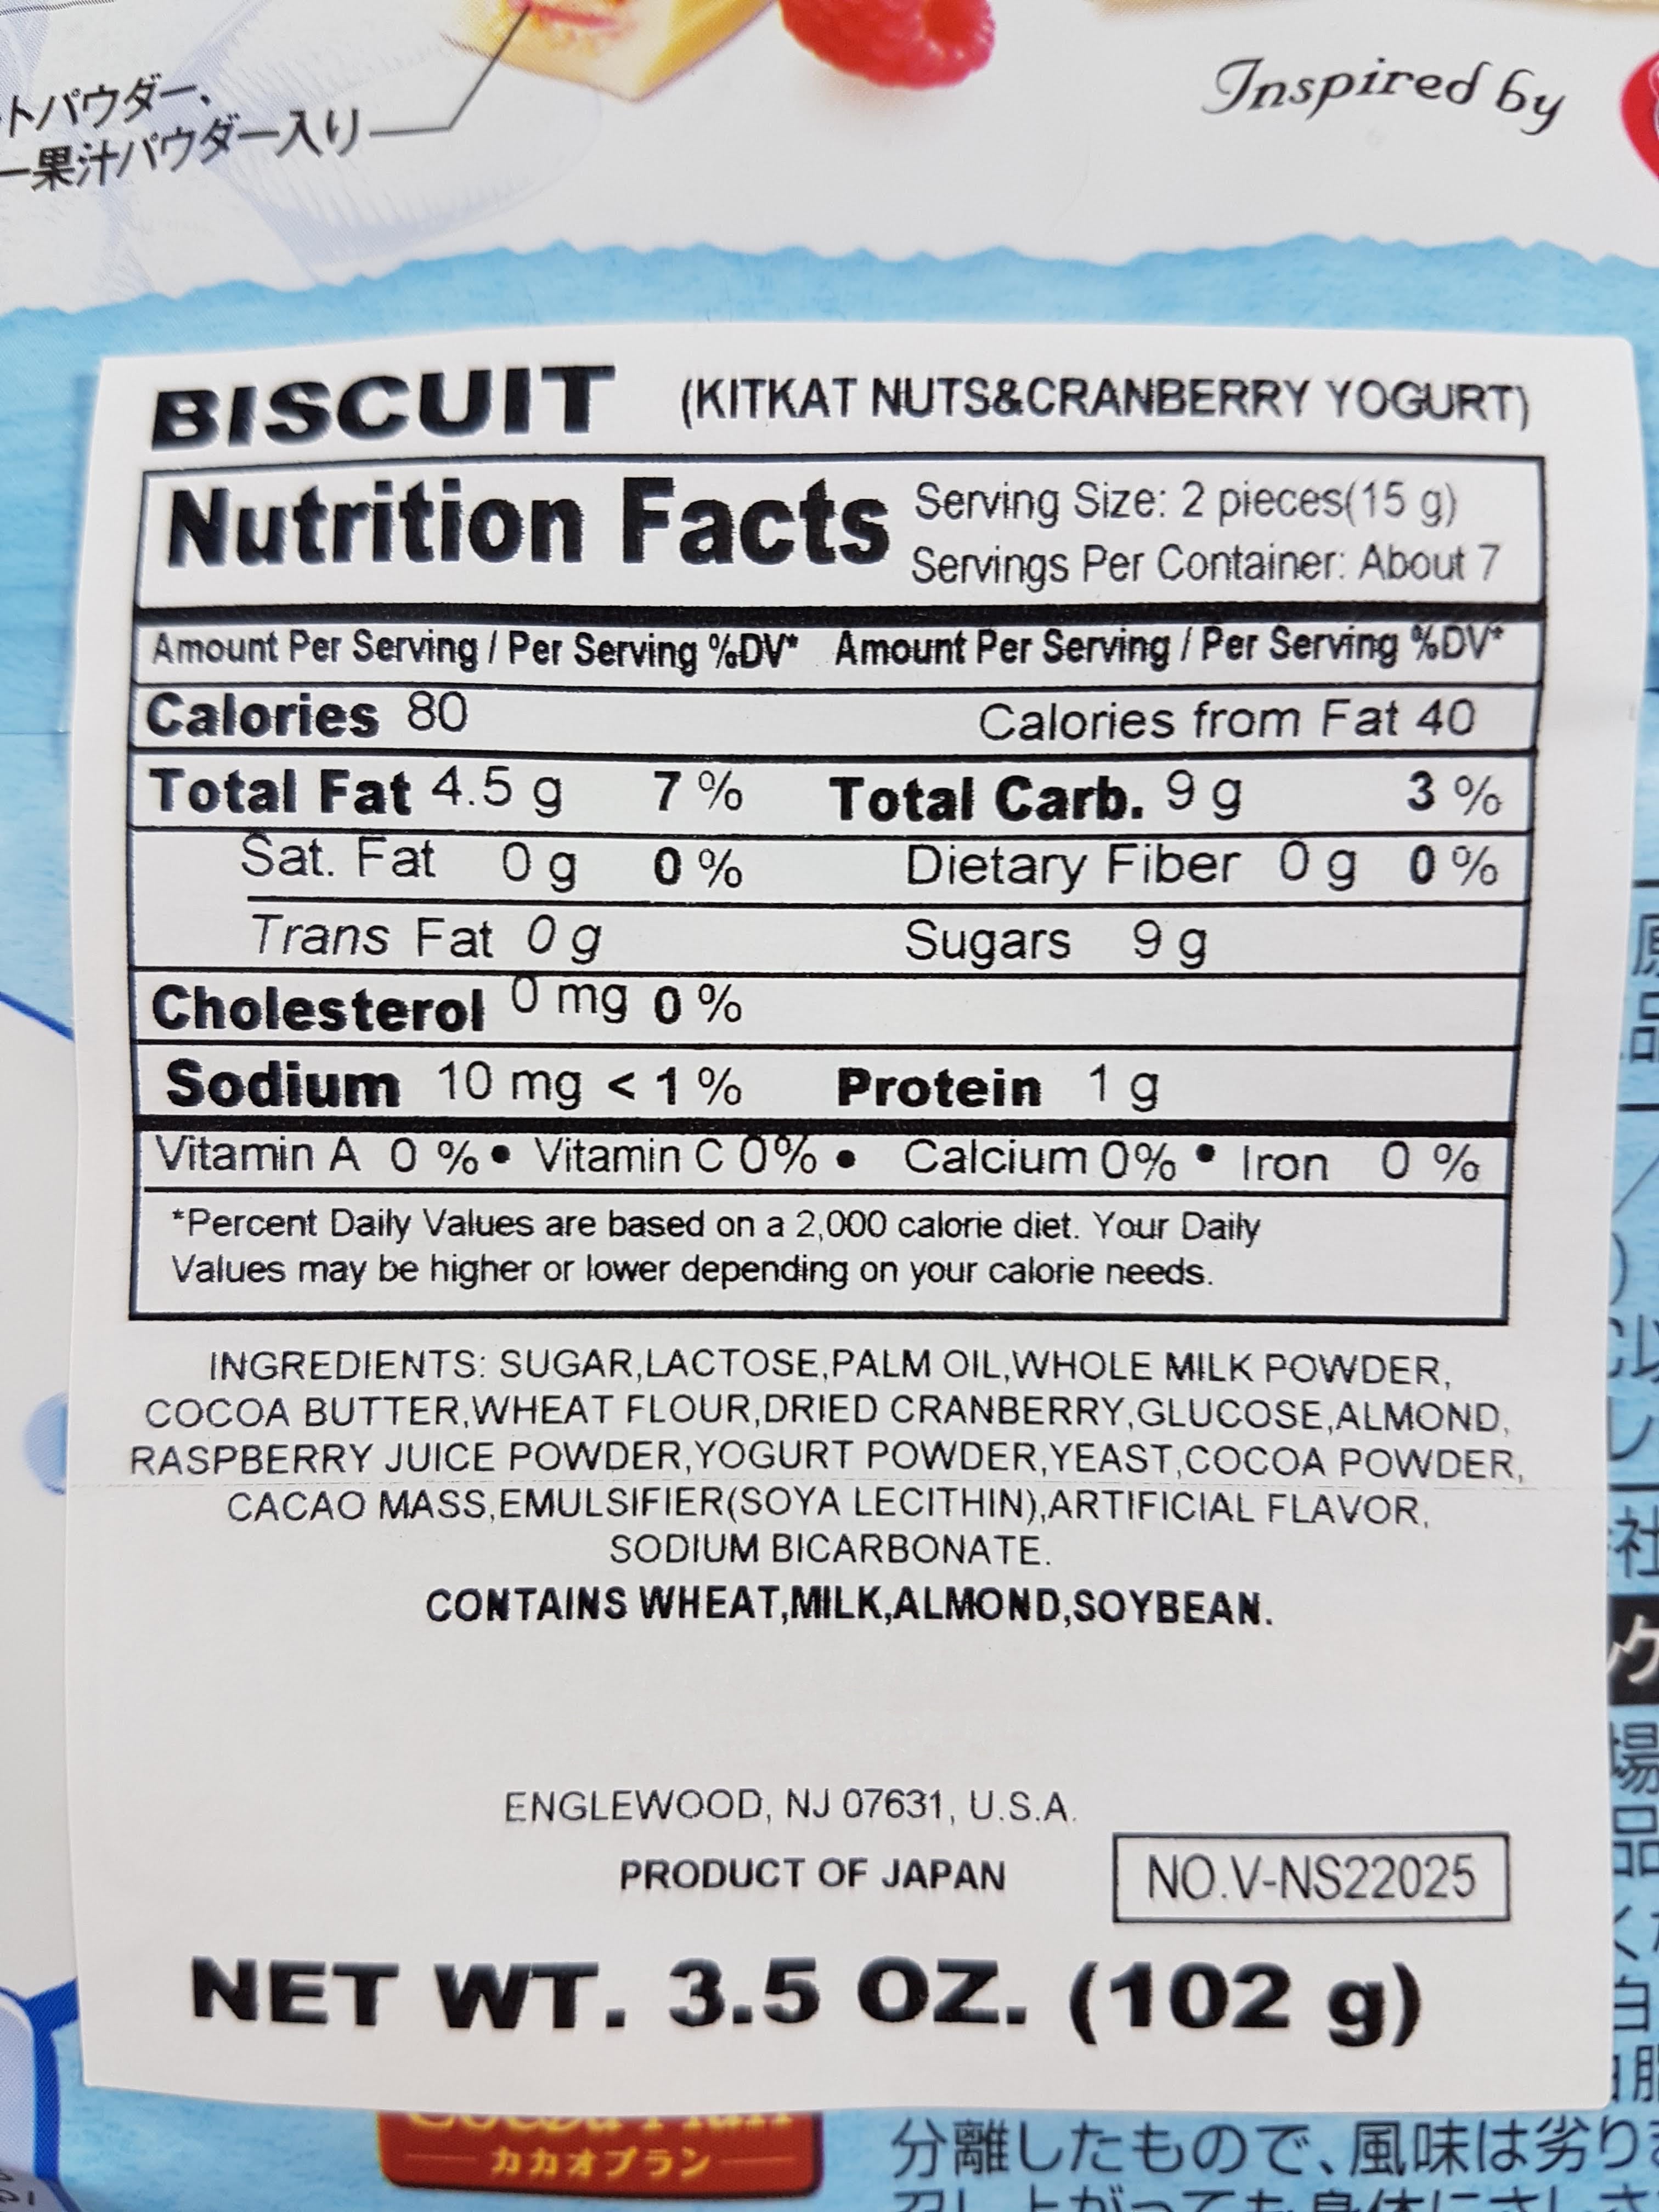 トパウダー、
ー果汁パウダー入り
Inspired by
BISCUIT (KITKAT NUTS&CRANBERRY YOGURT)
Nutrition Facts Serving Size: 2 pieces(15 g)
Servings Per Container: About 7
Amount Per Serving / Per Serving %DV* Amount Per Serving / Per Serving %DV*
Calories 80 Calories from Fat 40
Total Fat 4.5 g 7 % Total Carb. 9 g 3 %
Sat. Fat 0 g 0 % Dietary Fiber 0 g 0 %
Trans Fat 0 g Sugars 9 g
Cholesterol 0 mg 0 %
Sodium 10 mg < 1 % Protein 1 g
Vitamin A 0 % • Vitamin C 0% • Calcium 0% • Iron 0 %
*Percent Daily Values are based on a 2,000 calorie diet. Your Daily
Values may be higher or lower depending on your calorie needs.
INGREDIENTS: SUGAR,LACTOSE,PALM OIL,WHOLE MILK POWDER,
COCOA BUTTER,WHEAT FLOUR,DRIED CRANBERRY,GLUCOSE,ALMOND,
RASPBERRY JUICE POWDER,YOGURT POWDER,YEAST,COCOA POWDER,
CACAO MASS,EMULSIFIER(SOYA LECITHIN),ARTIFICIAL FLAVOR,
SODIUM BICARBONATE.
CONTAINS WHEAT,MILK,ALMOND,SOYBEAN.
ENGLEWOOD, NJ 07631, U.S.A.
PRODUCT OF JAPAN NO.V-NS22025
NET WT. 3.5 OZ. (102 g)
カカオプラン
分離したもので、風味は劣り